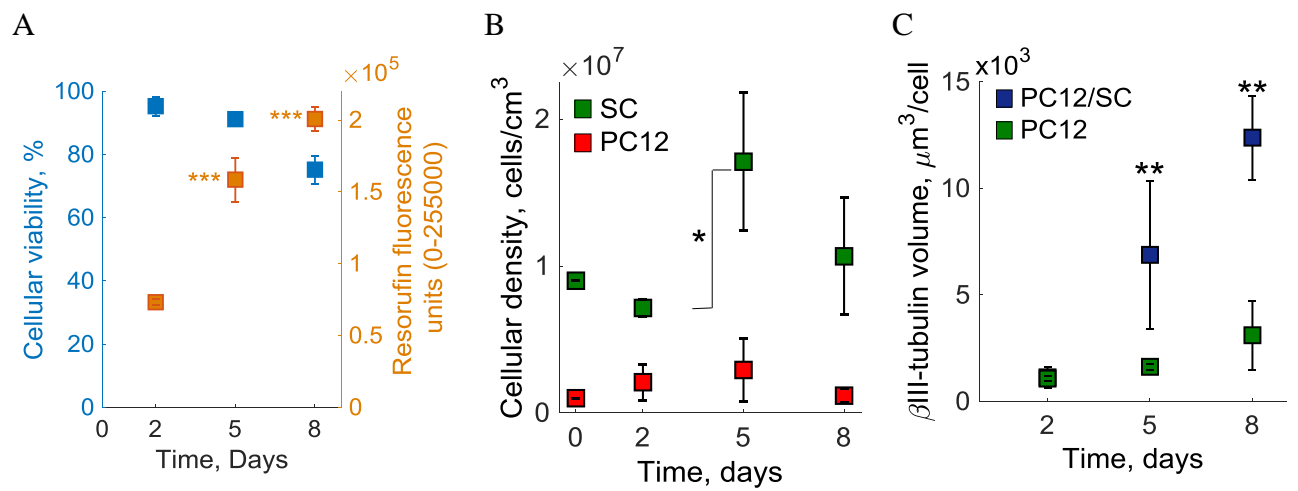 A
Cellular viability, %
100
80
60
40
20
0
×10⁵
2
1.5
1
0.5
0
Resorufin fluorescence
units (0-255000)
***
***
0 2 5 8
Time, Days
B
Cellular density, cells/cm³
×10⁷
2
1
0
SC
PC12
*
0 2 5 8
Time, days
C
βIII-tubulin volume, μm³/cell
x10³
15
10
5
0
PC12/SC
PC12
**
**
2 5 8
Time, days